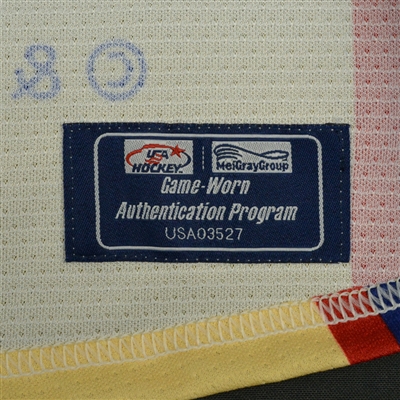 USA HOCKEY
MeiGrayGroup
Game-Worn
Authentication Program
USA03527